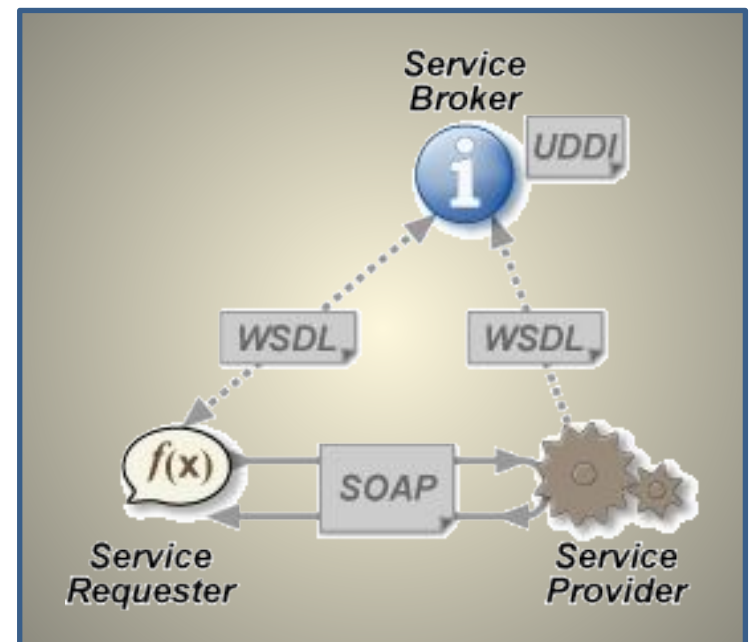 Service
Broker
i
UDDI
WSDL
WSDL
f(x)
SOAP
Service
Requester
Service
Provider